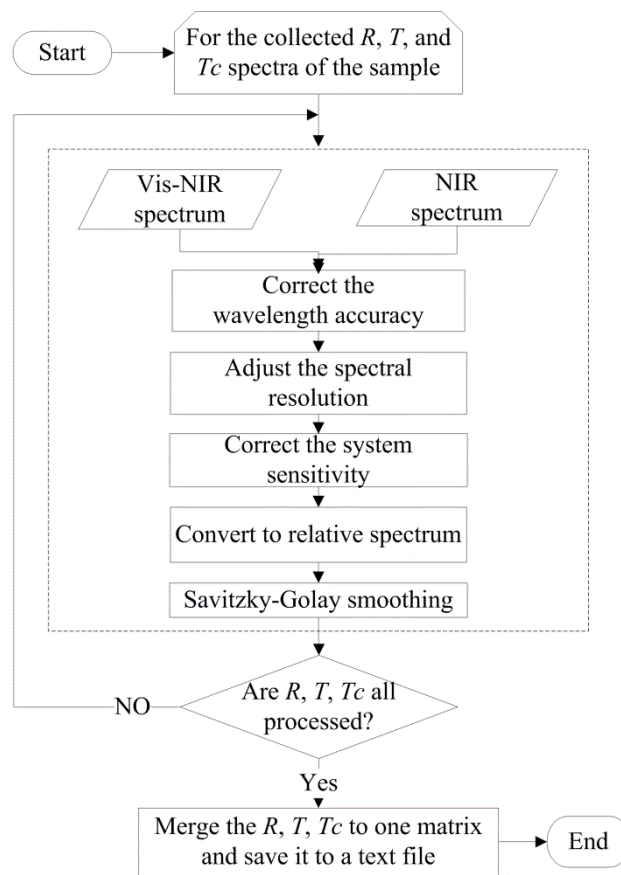 Start
For the collected R, T, and
Tc spectra of the sample
Vis-NIR
spectrum
NIR
spectrum
Correct the
wavelength accuracy
Adjust the spectral
resolution
Correct the system
sensitivity
Convert to relative spectrum
Savitzky-Golay smoothing
Are R, T, Tc all
processed?
NO
Yes
Merge the R, T, Tc to one matrix
and save it to a text file
End